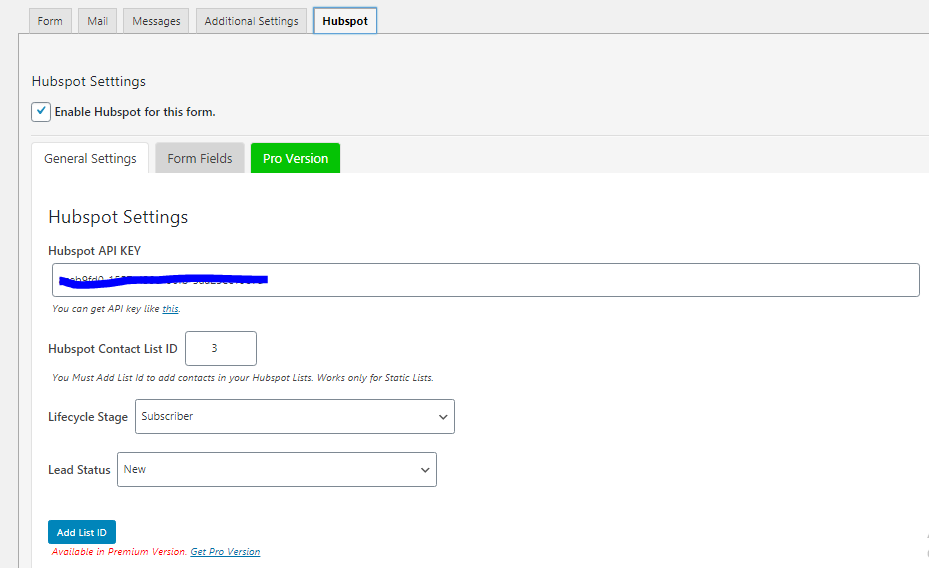 Form Mail Messages Additional Settings Hubspot
Hubspot Setttings
Enable Hubspot for this form.
General Settings Form Fields Pro Version
Hubspot Settings
Hubspot API KEY
You can get API key like this.
Hubspot Contact List ID 3
You Must Add List Id to add contacts in your Hubspot Lists. Works only for Static Lists.
Lifecycle Stage Subscriber
Lead Status New
Add List ID
Available in Premium Version. Get Pro Version